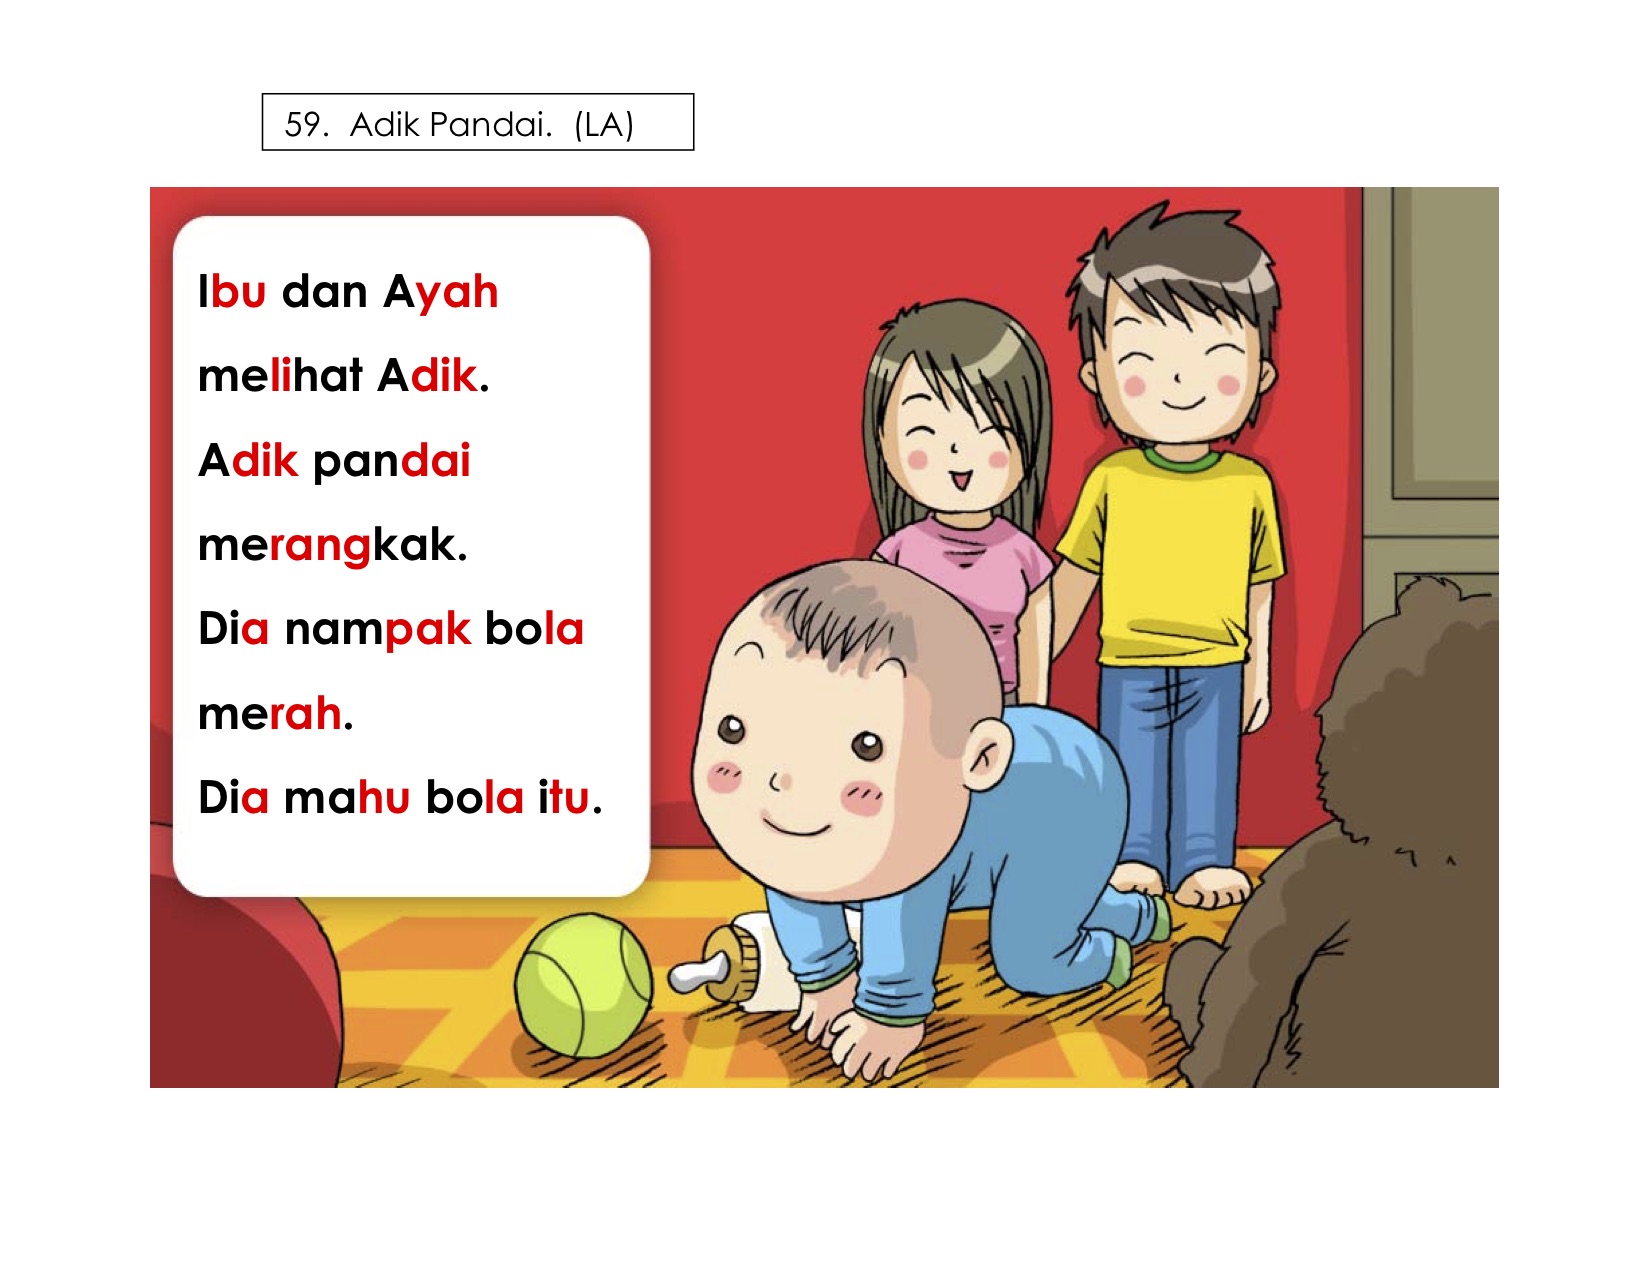 59. Adik Pandai. (LA)
Ibu dan Ayah
melihat Adik.
Adik pandai
merangkak.
Dia nampak bola
merah.
Dia mahu bola itu.